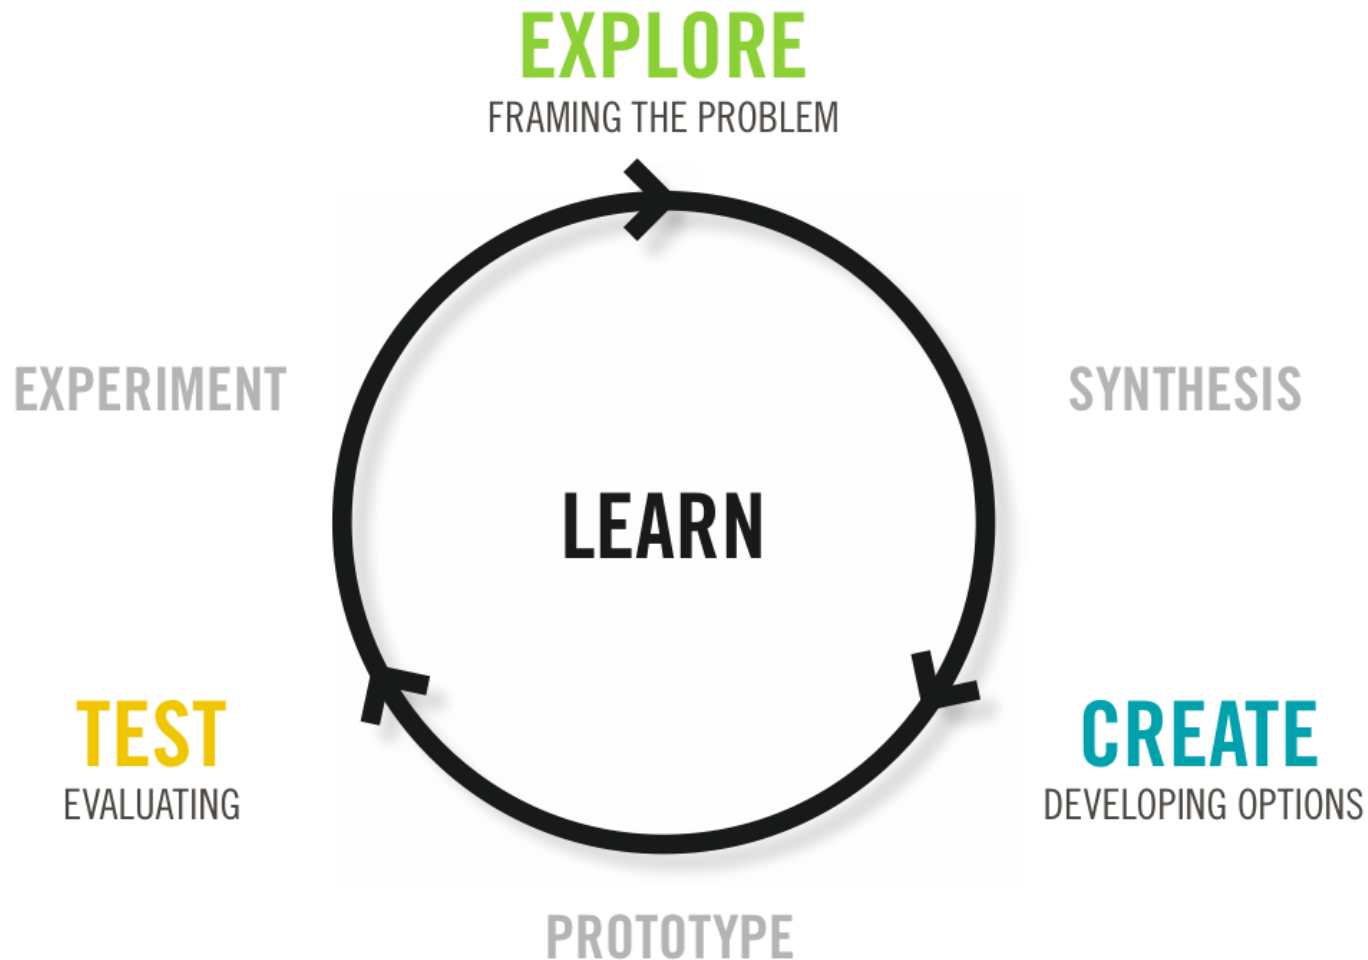 EXPLORE
FRAMING THE PROBLEM
EXPERIMENT
SYNTHESIS
LEARN
TEST
EVALUATING
CREATE
DEVELOPING OPTIONS
PROTOTYPE